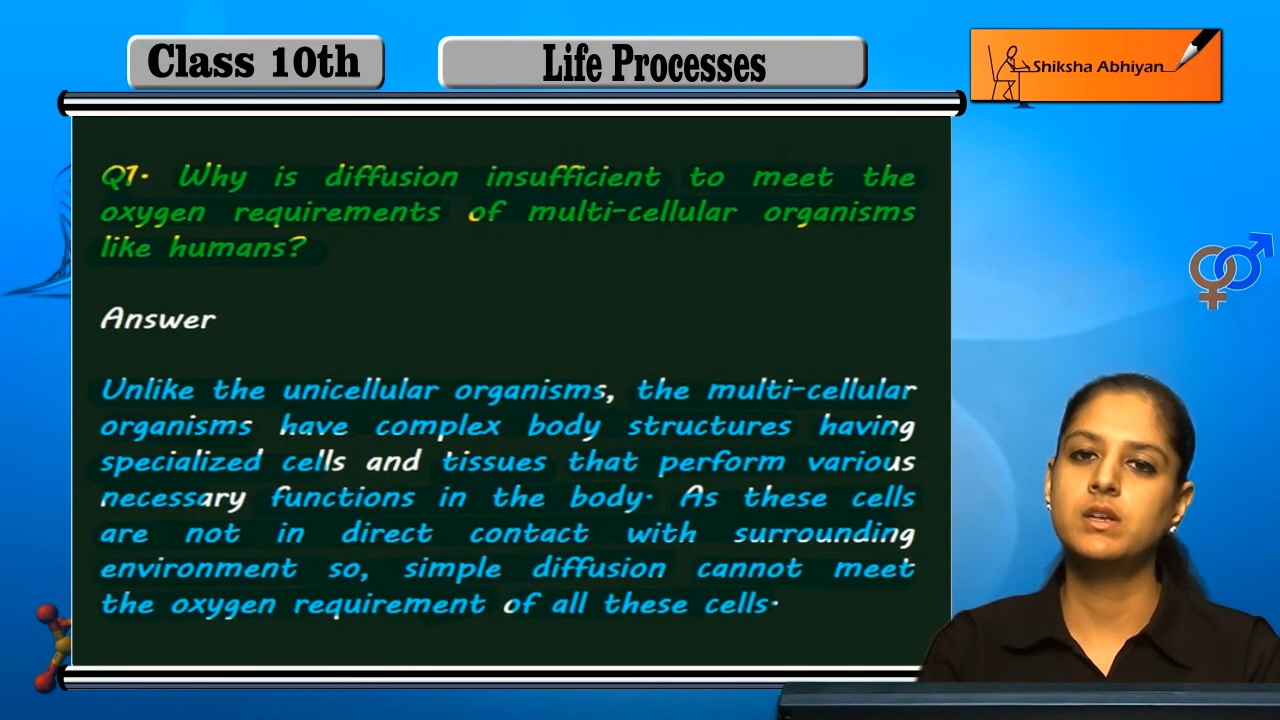 Class 10th
Life Processes
Shiksha Abhiyan
Q1. Why is diffusion insufficient to meet the
oxygen requirements of multi-cellular organisms
like humans?
Answer
Unlike the unicellular organisms, the multi-cellular
organisms have complex body structures having
specialized cells and tissues that perform various
necessary functions in the body. As these cells
are not in direct contact with surrounding
environment so, simple diffusion cannot meet
the oxygen requirement of all these cells.